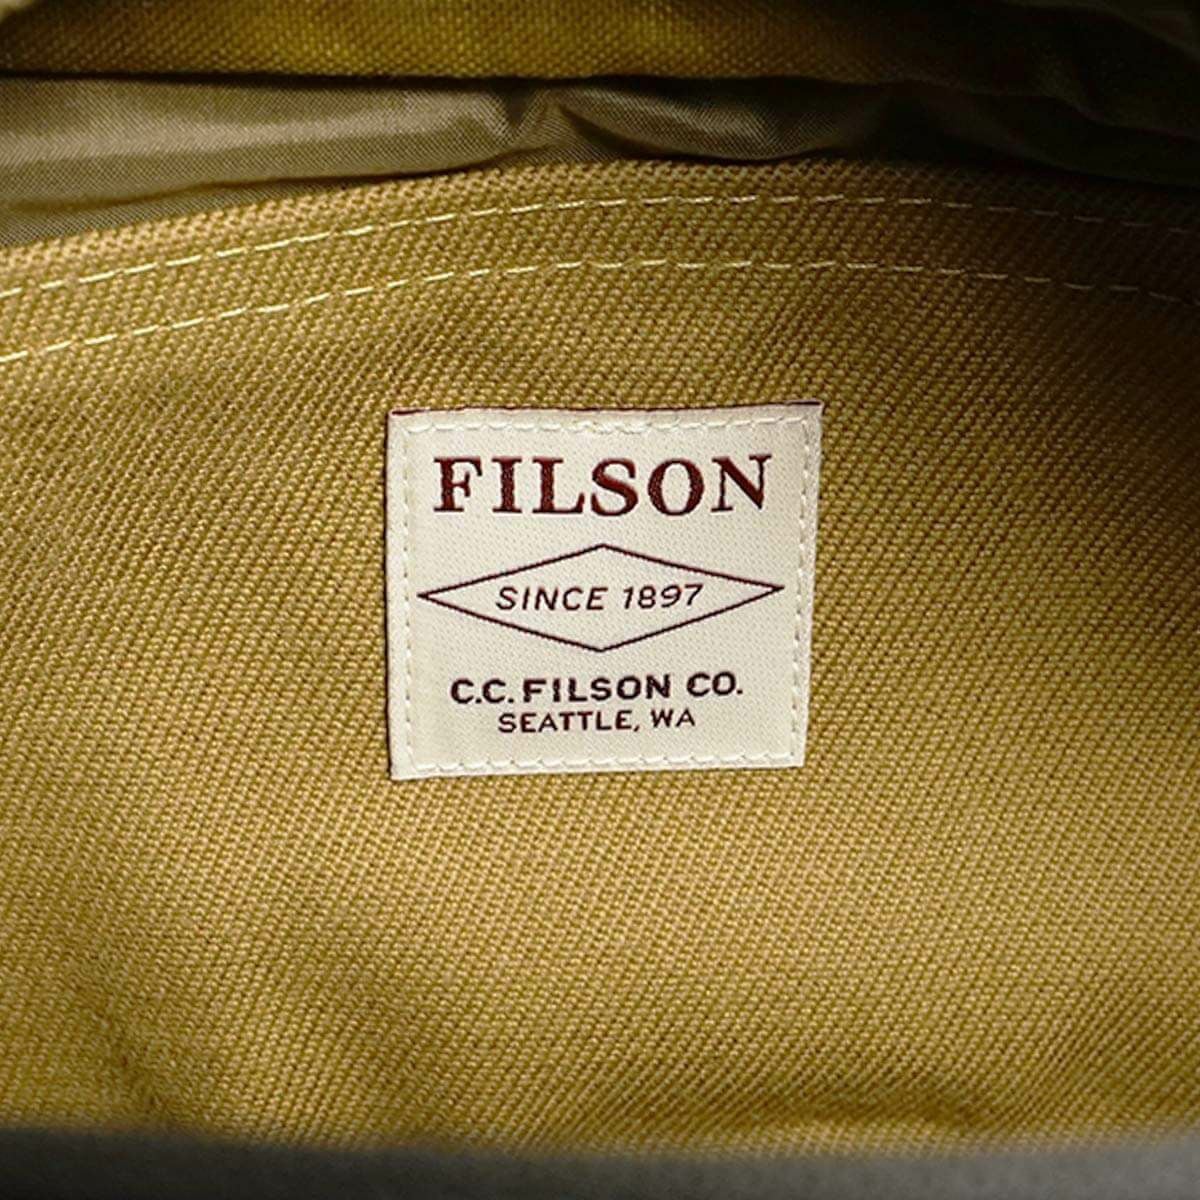 FILSON
SINCE 1897
C.C. FILSON CO.
SEATTLE, WA